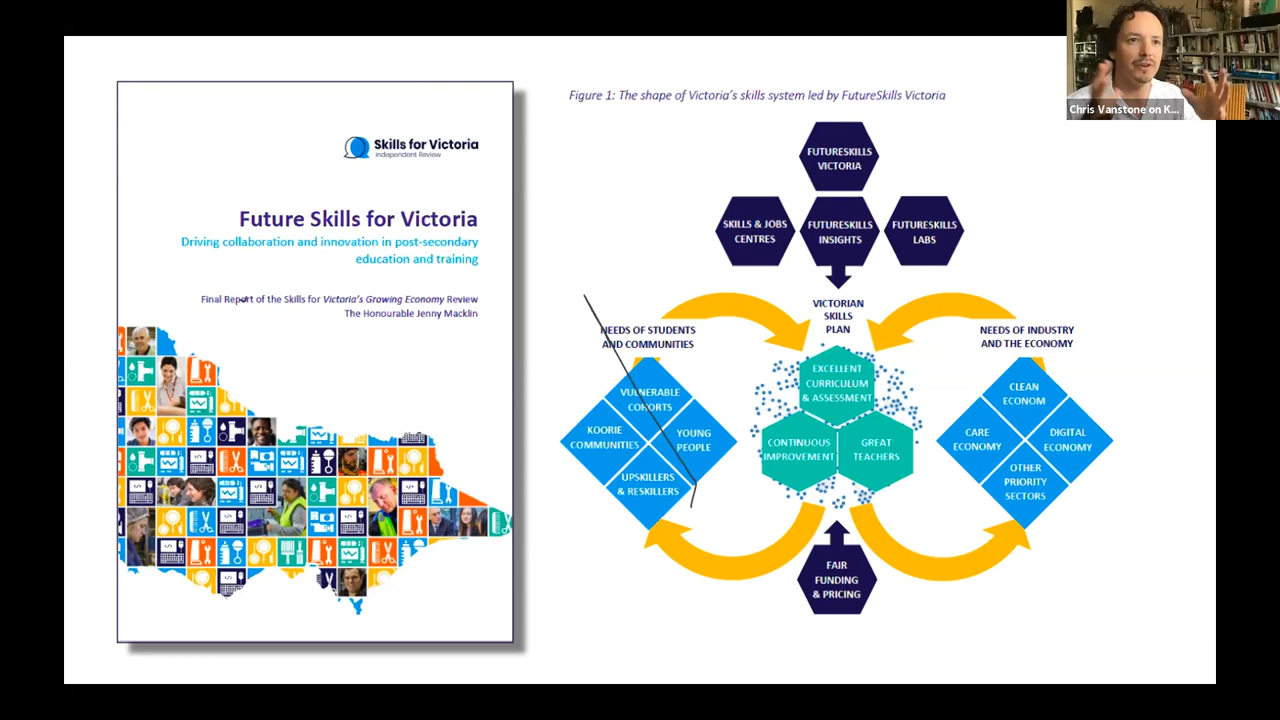 Skills for Victoria
Independent Review
Future Skills for Victoria
Driving collaboration and innovation in post-secondary
education and training
Final Report of the Skills for Victoria's Growing Economy Review
The Honourable Jenny Macklin
Figure 1: The shape of Victoria's skills system led by FutureSkills Victoria
FUTURESKILLS
VICTORIA
SKILLS & JOBS
CENTRES
FUTURESKILLS
INSIGHTS
FUTURESKILLS
LABS
VICTORIAN
SKILLS
PLAN
NEEDS OF STUDENTS
AND COMMUNITIES
VULNERABLE
COHORTS
KOORIE
COMMUNITIES
YOUNG
PEOPLE
UPSKILLERS
& RESKILLERS
EXCELLENT
CURRICULUM
& ASSESSMENT
CONTINUOUS
IMPROVEMENT
GREAT
TEACHERS
NEEDS OF INDUSTRY
AND THE ECONOMY
CLEAN
ECONOM
CARE
ECONOMY
DIGITAL
ECONOMY
OTHER
PRIORITY
SECTORS
FAIR
FUNDING
& PRICING
Chris Vanstone on K...